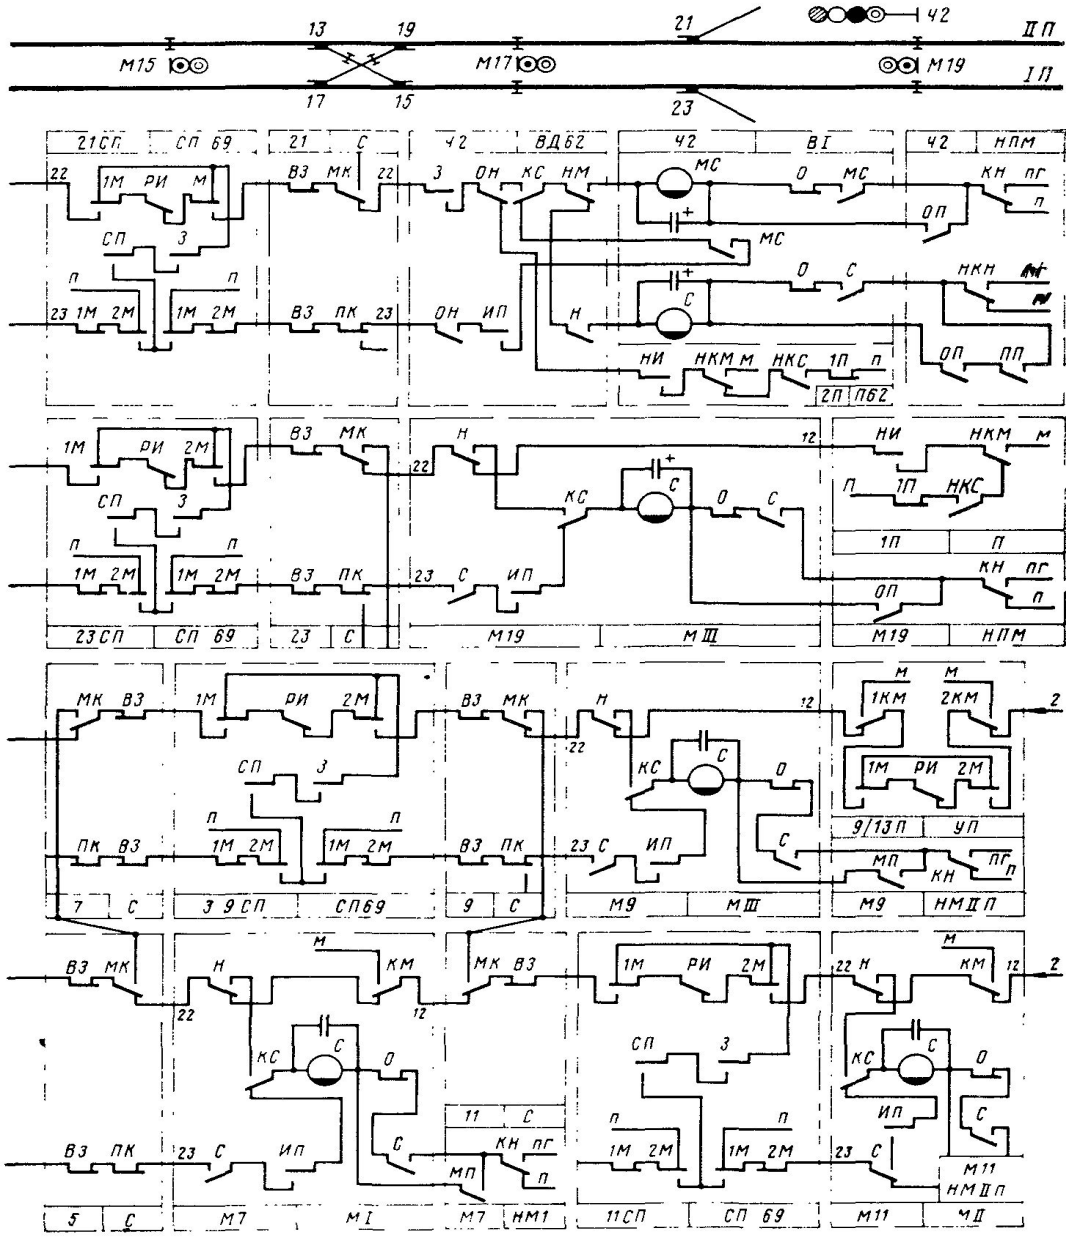 13 19 21 Ч2 II П
М15 М17 М19 I П
17 15 23
21СП СП 69 21 С Ч2 ВД62 Ч2 ВI Ч2 НПМ
22 1М РИ М ВЗ МК 22 З ОН КС НМ МС О МС КН ПГ
П
+ ОП
СП З МС
П П + О С НКН
23 1М 2М 1М 2М ВЗ ПК 23 ОН ИП Н С
ОП ПП
НИ НКМ М НКС 1П П
2П П62
1М РИ 2М ВЗ МК Н 12 НИ НКМ М
22 + С
СП З КС О С П 1П НКС
П П 1П П
1М 2М 1М 2М ВЗ ПК 23 С ИП КН ПГ
ОП П
23СП СП 69 23 С М19 МIII М19 НПМ
М М
МК ВЗ 1М РИ 2М ВЗ МК Н 12 1КМ 2КМ 2
22 С
СП З КС О 1М РИ 2М
П П 9/13П УП
ПК ВЗ 1М 2М 1М 2М ВЗ ПК 23 С ИП С МП КН ПГ П
7 С 3 9 СП СП69 9 С М9 МIII М9 НМIIП
М М
ВЗ МК Н КМ МК ВЗ 1М РИ 2М 22 Н КМ 12 2
22 12
КС С О СП З КС С О
11 С П П ИП С
ВЗ ПК 23 С ИП С КН ПГ 1М 2М 1М 2М 23 С М11
МП П НМIIП
5 С М7 МI М7 НМ1 11СП СП 69 М11 МII